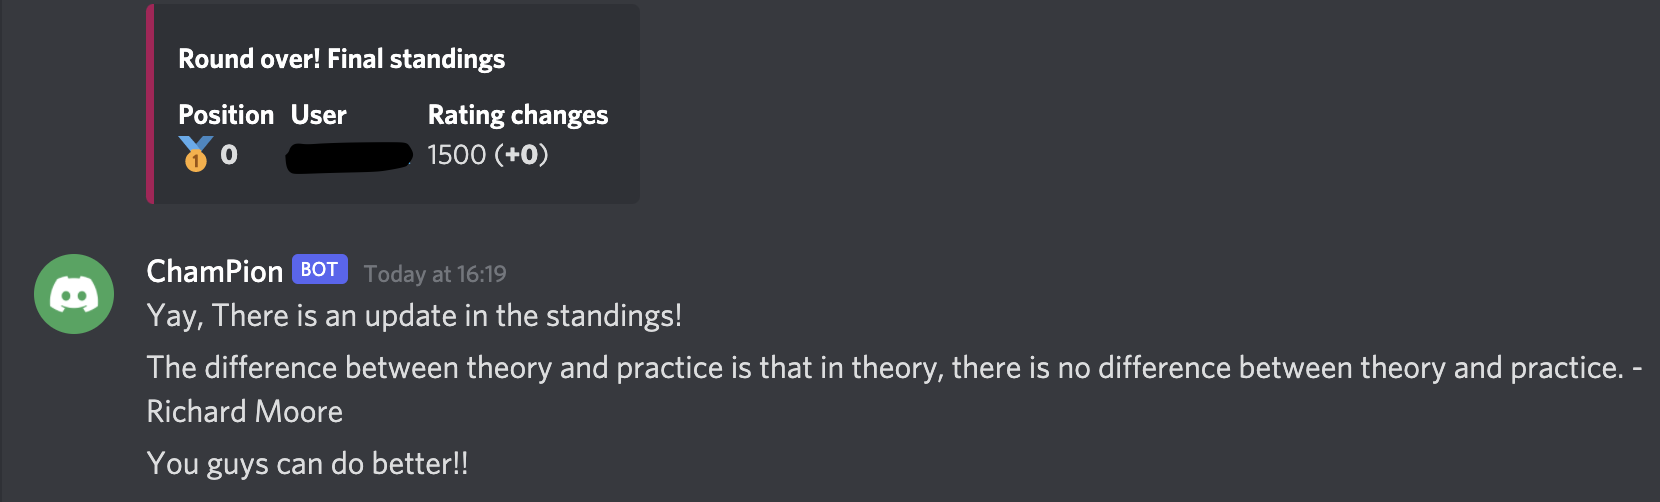 Round over! Final standings
Position User Rating changes
1 0 1500 (+0)
ChamPion BOT Today at 16:19
Yay, There is an update in the standings!
The difference between theory and practice is that in theory, there is no difference between theory and practice. -
Richard Moore
You guys can do better!!